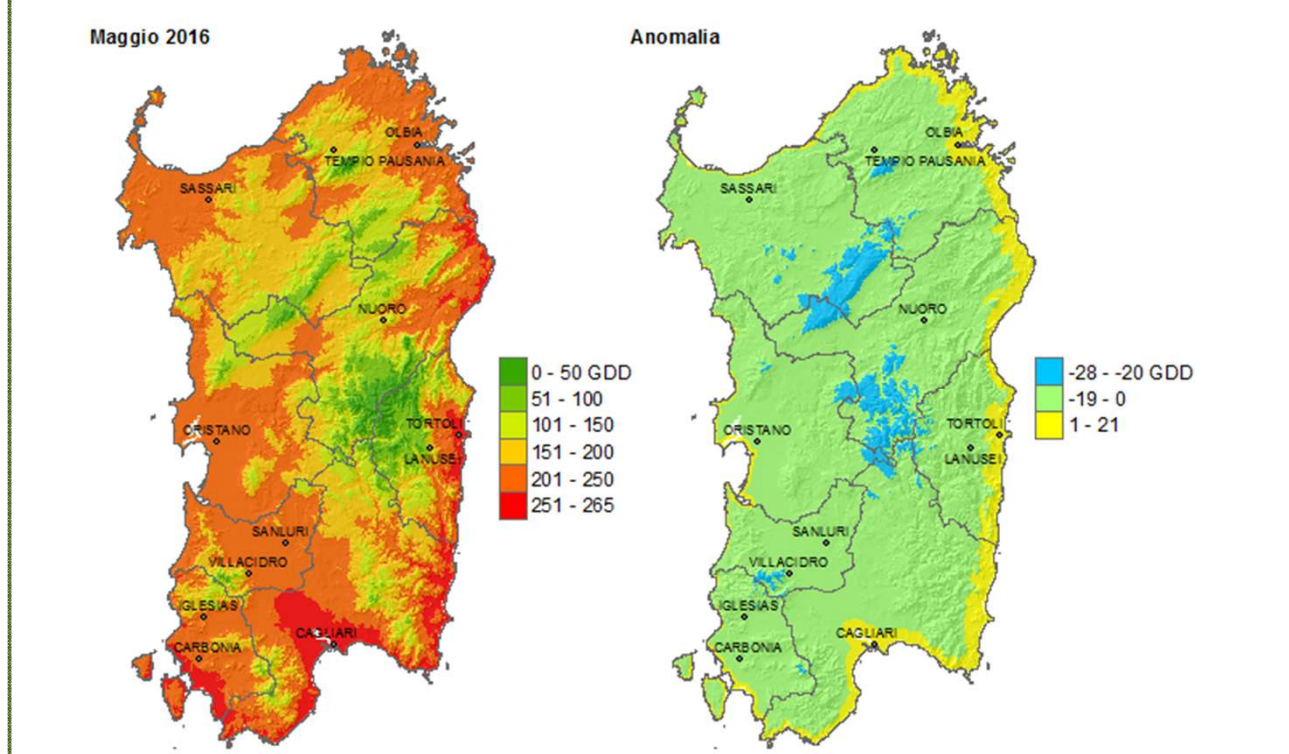 Maggio 2016
OLBIA
TEMPIO PAUSANIA
SASSARI
NUORO
ORISTANO
TORTOLI
LANUSEI
SANLURI
VILLACIDRO
IGLESIAS
CAGLIARI
CARBONIA
0 - 50 GDD
51 - 100
101 - 150
151 - 200
201 - 250
251 - 265
Anomalia
OLBIA
TEMPIO PAUSANIA
SASSARI
NUORO
ORISTANO
TORTOLI
LANUSEI
SANLURI
VILLACIDRO
IGLESIAS
CAGLIARI
CARBONIA
-28 - -20 GDD
-19 - 0
1 - 21